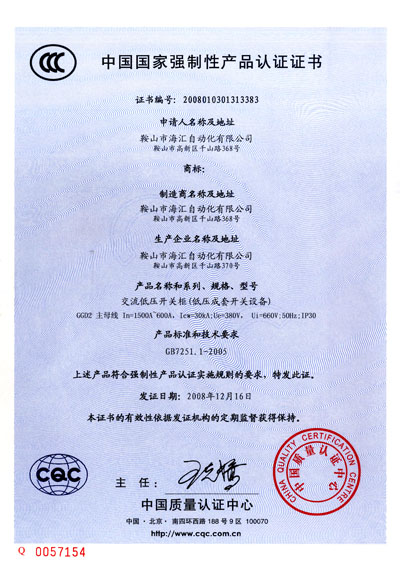 中国国家强制性产品认证证书
证书编号: 2008010301313383
申请人名称及地址
鞍山市海汇自动化有限公司
鞍山市高新区千山路368号
商标:
制造商名称及地址
鞍山市海汇自动化有限公司
鞍山市高新区千山路368号
生产企业名称及地址
鞍山市海汇自动化有限公司
鞍山市高新区千山路370号
产品名称和系列、规格、型号
交流低压开关柜(低压成套开关设备)
GGD2 主母线 In=1500A~600A, Icw=30kA;Ue=380V, Ui=660V;50Hz;IP30
产品标准和技术要求
GB7251.1-2005
上述产品符合强制性产品认证实施规则的要求，特发此证。
发证日期: 2008年12月16日
本证书的有效性依据发证机构的定期监督获得保持。
CHINA QUALITY CERTIFICATION CENTRE
中国质量认证中心
CQC
主任:
中国质量认证中心
中国·北京·南四环西路188号9区 100070
http://www.cqc.com.cn
Q 0057154